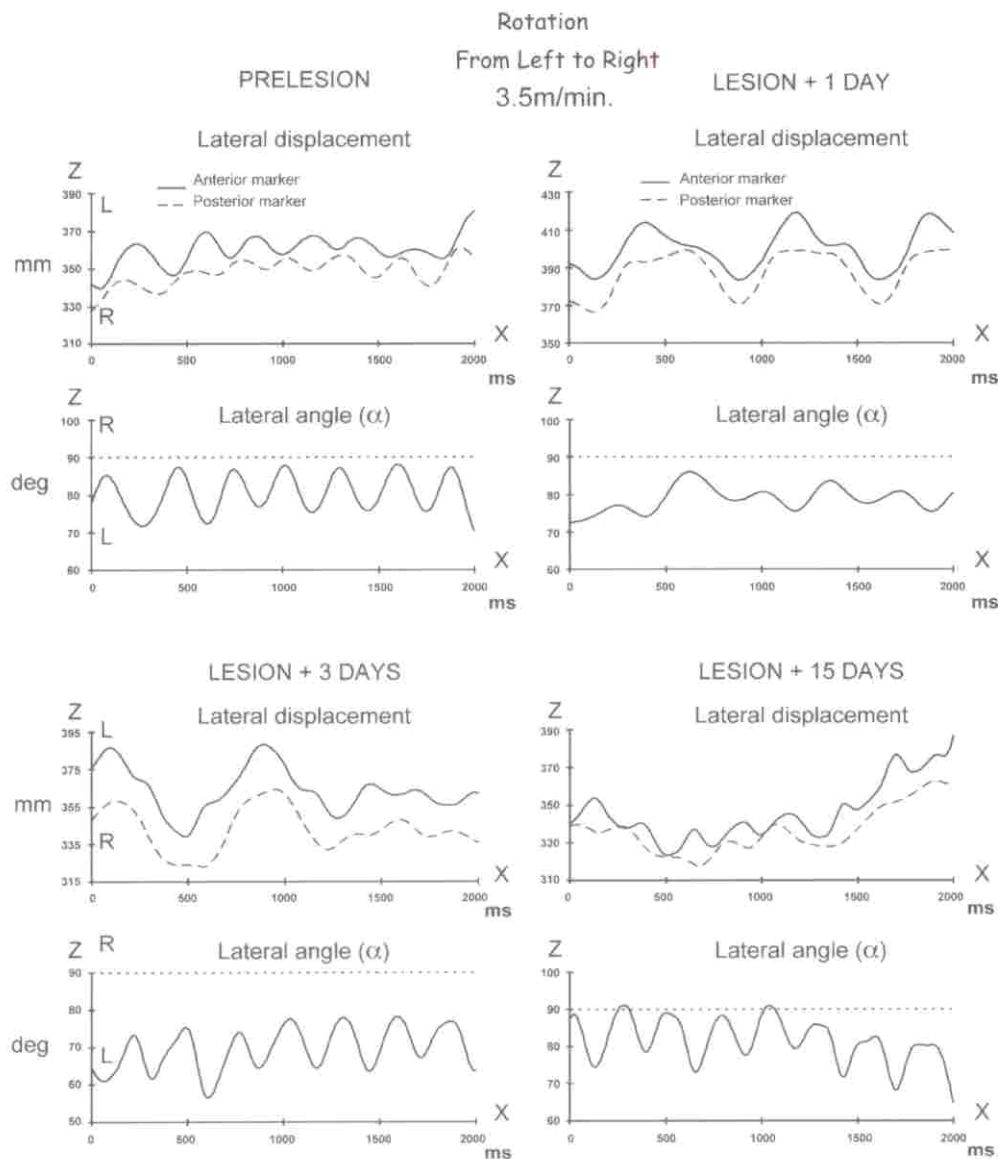 Rotation
From Left to Right
3.5m/min.
PRELESION
Lateral displacement
Z
L
Anterior marker
Posterior marker
390
370
350
330
310
mm
R
X
0 500 1000 1500 2000
ms
Z
R
Lateral angle (α)
100
90
80
70
60
deg
L
X
0 500 1000 1500 2000
ms
LESION + 1 DAY
Lateral displacement
Z
Anterior marker
Posterior marker
430
410
390
370
350
X
0 500 1000 1500 2000
ms
Z
Lateral angle (α)
100
90
80
70
60
X
0 500 1000 1500 2000
ms
LESION + 3 DAYS
Z L
Lateral displacement
395
375
355
335
315
mm
R
X
0 500 1000 1500 2000
ms
Z R
Lateral angle (α)
90
80
70
60
50
deg
L
X
0 500 1000 1500 2000
ms
LESION + 15 DAYS
Z
Lateral displacement
390
370
350
330
310
X
0 500 1000 1500 2000
ms
Z
Lateral angle (α)
100
90
80
70
60
X
0 500 1000 1500 2000
ms